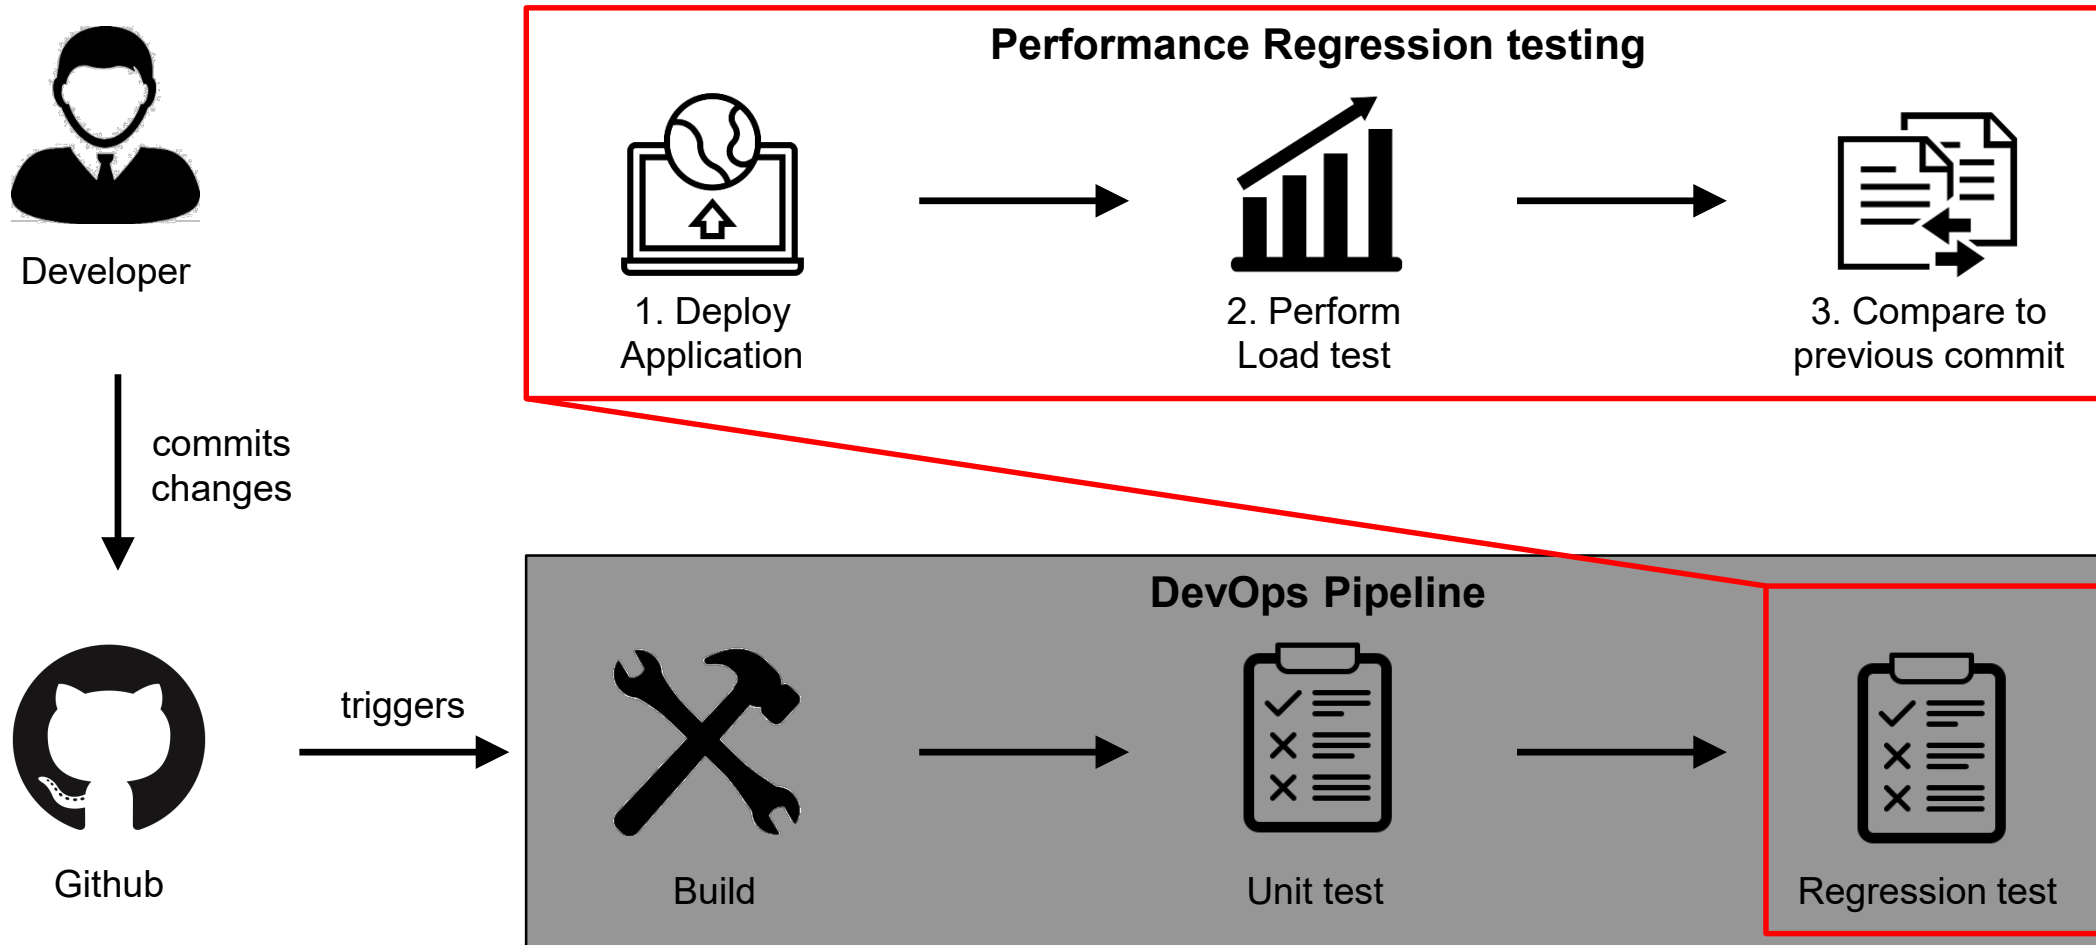 Performance Regression testing
Developer
1. Deploy
Application
2. Perform
Load test
3. Compare to
previous commit
commits
changes
DevOps Pipeline
triggers
Github
Build
Unit test
Regression test